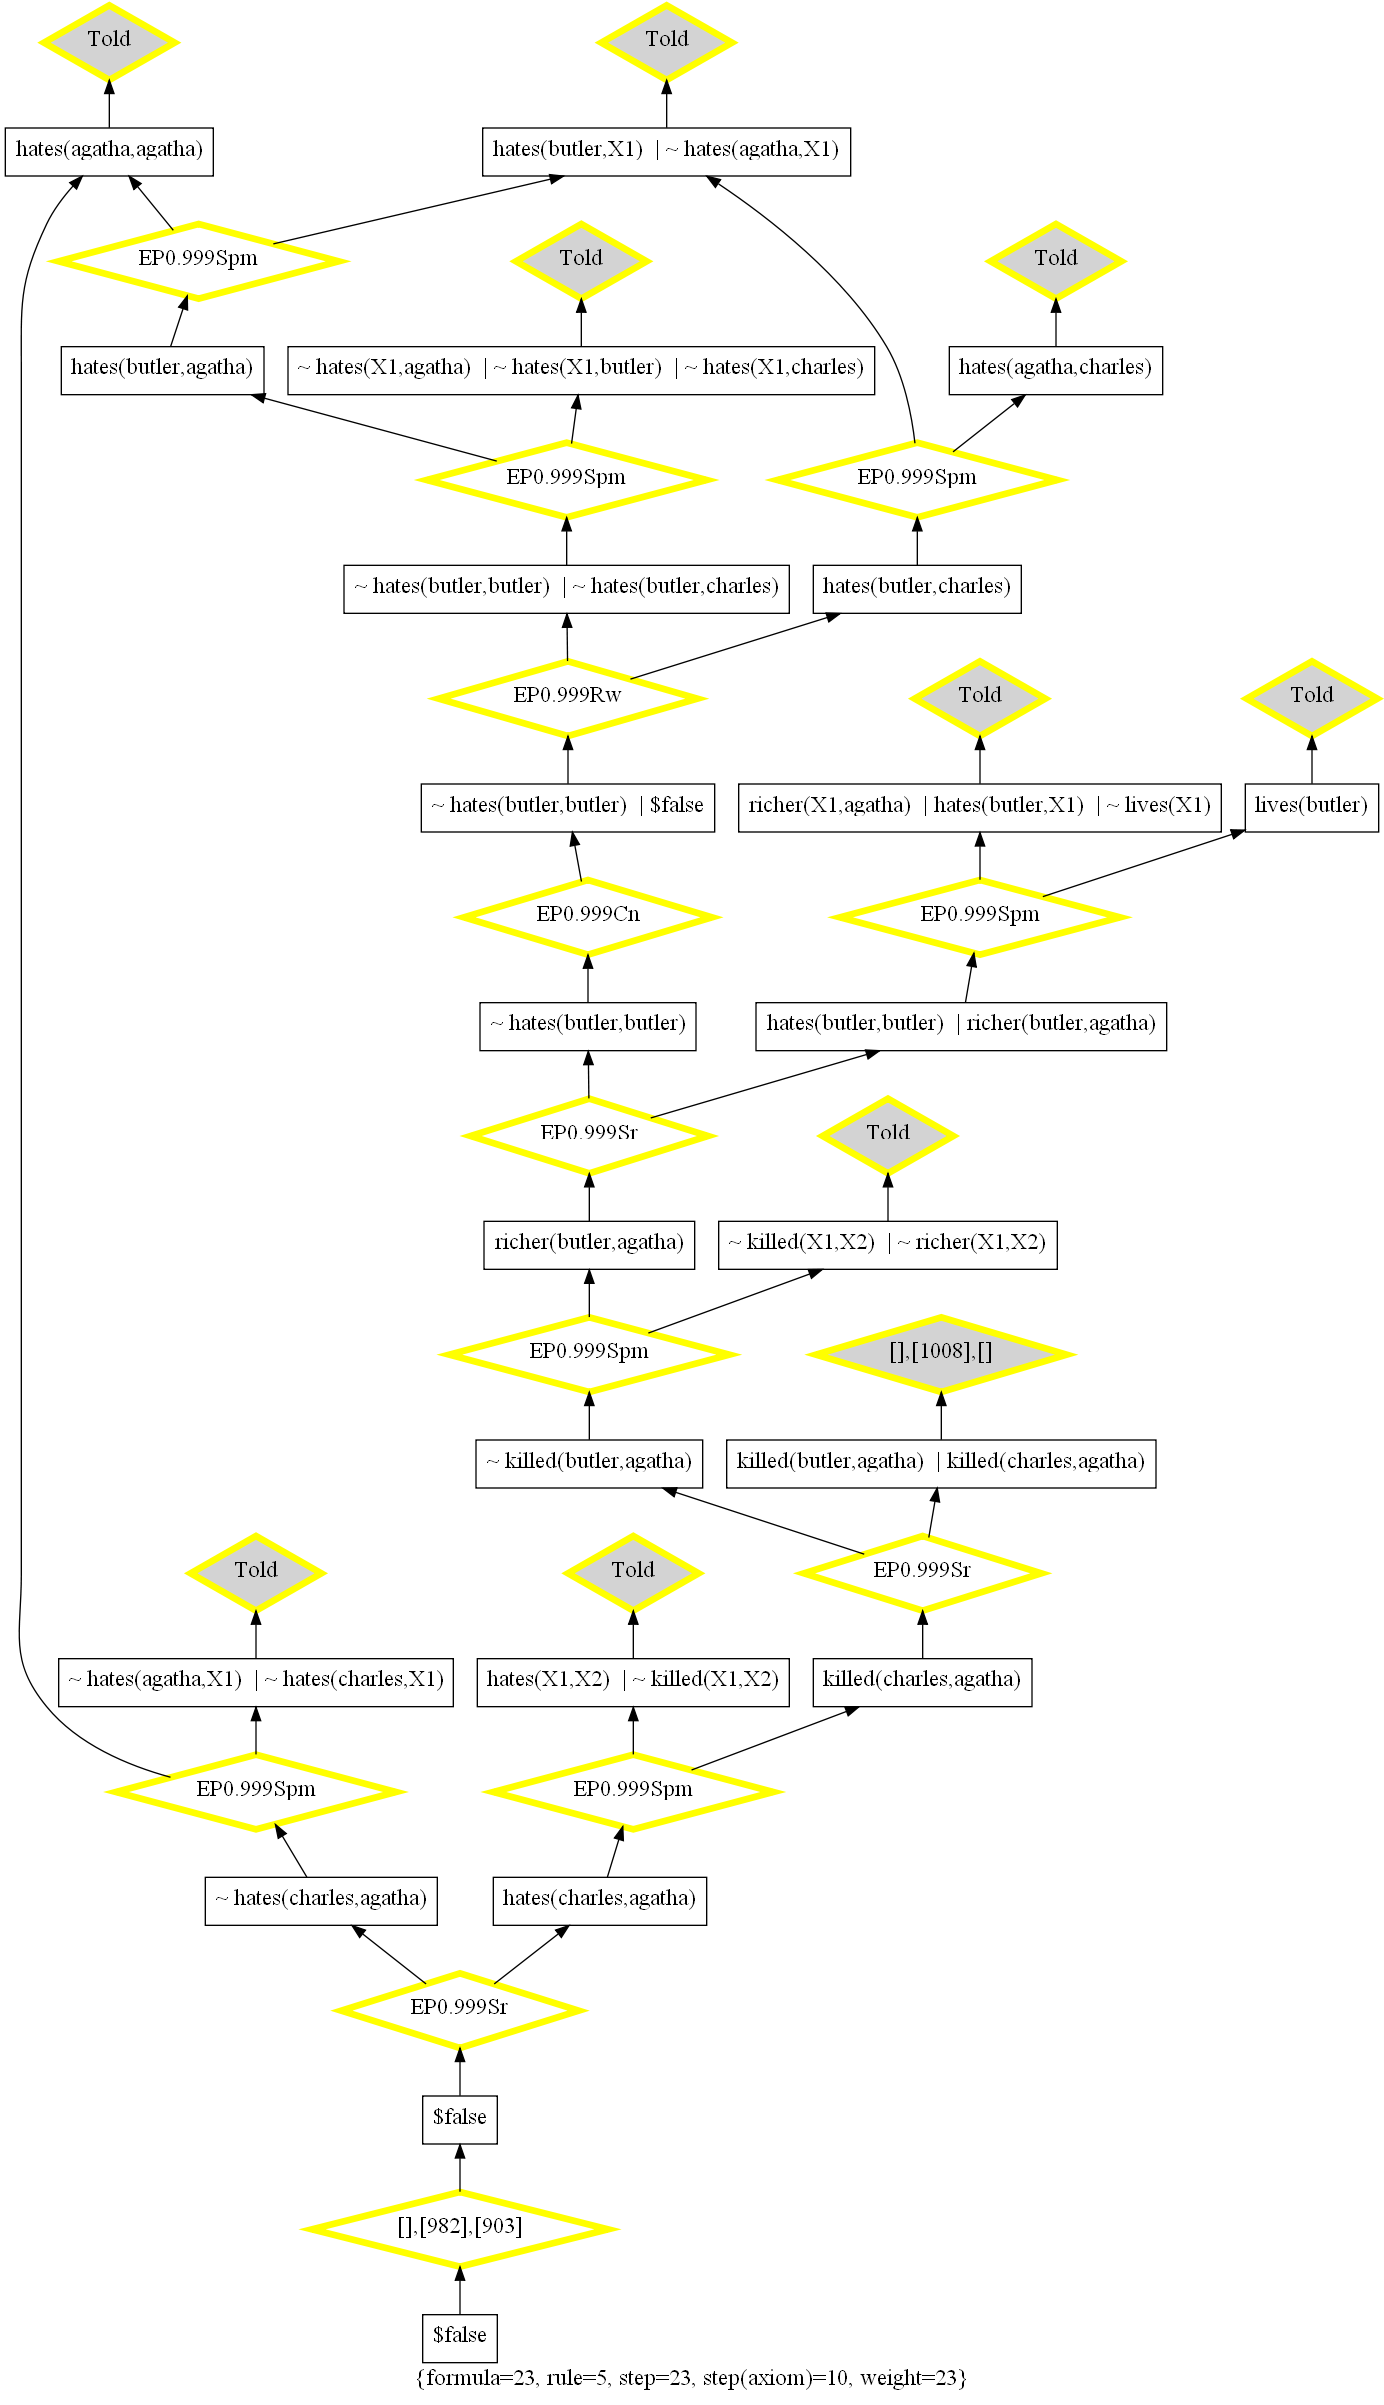 Told
Told
hates(agatha,agatha)
hates(butler,X1) | ~ hates(agatha,X1)
EP0.999Spm
Told
Told
hates(butler,agatha)
~ hates(X1,agatha) | ~ hates(X1,butler) | ~ hates(X1,charles)
hates(agatha,charles)
EP0.999Spm
EP0.999Spm
~ hates(butler,butler) | ~ hates(butler,charles)
hates(butler,charles)
EP0.999Rw
Told
Told
~ hates(butler,butler) | $false
richer(X1,agatha) | hates(butler,X1) | ~ lives(X1)
lives(butler)
EP0.999Cn
EP0.999Spm
~ hates(butler,butler)
hates(butler,butler) | richer(butler,agatha)
EP0.999Sr
Told
richer(butler,agatha)
~ killed(X1,X2) | ~ richer(X1,X2)
EP0.999Spm
[],[1008],[]
~ killed(butler,agatha)
killed(butler,agatha) | killed(charles,agatha)
Told
Told
EP0.999Sr
~ hates(agatha,X1) | ~ hates(charles,X1)
hates(X1,X2) | ~ killed(X1,X2)
killed(charles,agatha)
EP0.999Spm
EP0.999Spm
~ hates(charles,agatha)
hates(charles,agatha)
EP0.999Sr
$false
[],[982],[903]
$false
{formula=23, rule=5, step=23, step(axiom)=10, weight=23}